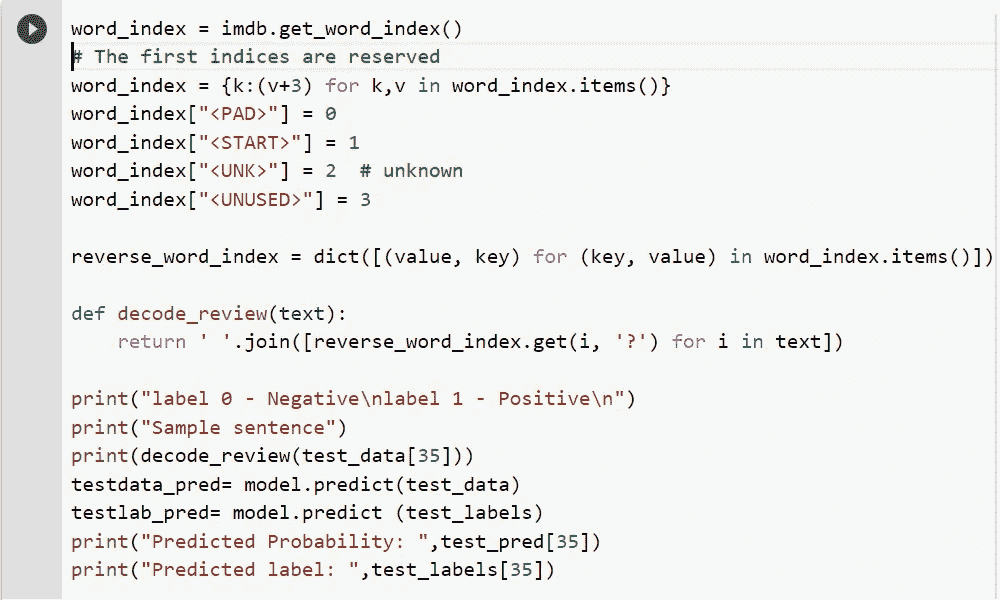 word_index = imdb.get_word_index()
# The first indices are reserved
word_index = {k:(v+3) for k,v in word_index.items()}
word_index["<PAD>"] = 0
word_index["<START>"] = 1
word_index["<UNK>"] = 2  # unknown
word_index["<UNUSED>"] = 3
reverse_word_index = dict([(value, key) for (key, value) in word_index.items()])
def decode_review(text):
    return ' '.join([reverse_word_index.get(i, '?') for i in text])
print("label 0 - Negative\nlabel 1 - Positive\n")
print("Sample sentence")
print(decode_review(test_data[35]))
testdata_pred= model.predict(test_data)
testlab_pred= model.predict (test_labels)
print("Predicted Probability: ",test_pred[35])
print("Predicted label: ",test_labels[35])